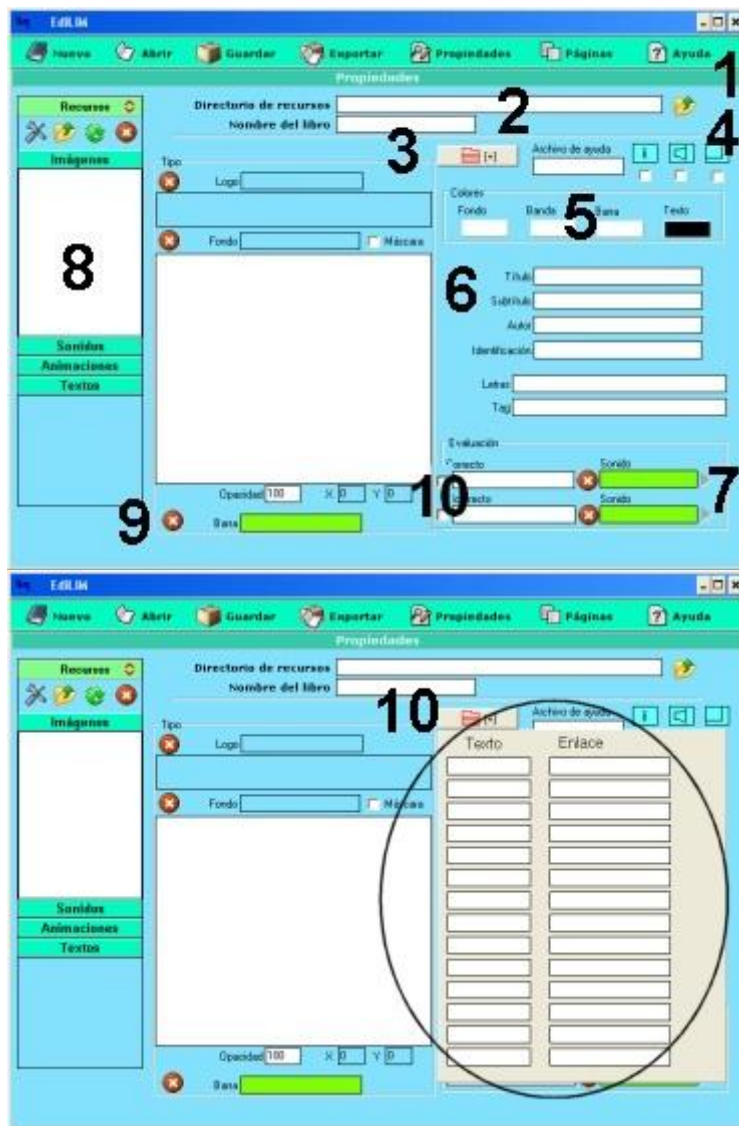 EdiLIM
Nuevo Abrir Guardar Exportar Propiedades Páginas Ayuda
1
Propiedades
Recursos
Directorio de recursos
2
Nombre del libro
3
4
Imágenes
Tipo
Logo
[+]
Archivo de ayuda
i
Colores
Fondo Banda Barra Texto
5
Fondo
Máscara
8
6
Título
Subtítulo
Autor
Identificación
Sonidos
Animaciones
Textos
Letras
Tag
Evaluación
Correcto Sonido
7
Opacidad 100 X 0 Y 0
10
Incorrecto Sonido
9
Barra
EdiLIM
Nuevo Abrir Guardar Exportar Propiedades Páginas Ayuda
Propiedades
Recursos
Directorio de recursos
Nombre del libro
10
Imágenes
Tipo
Logo
[+]
Archivo de ayuda
i
Texto Enlace
Fondo
Máscara
Sonidos
Animaciones
Textos
Opacidad 100 X 0 Y 0
Barra